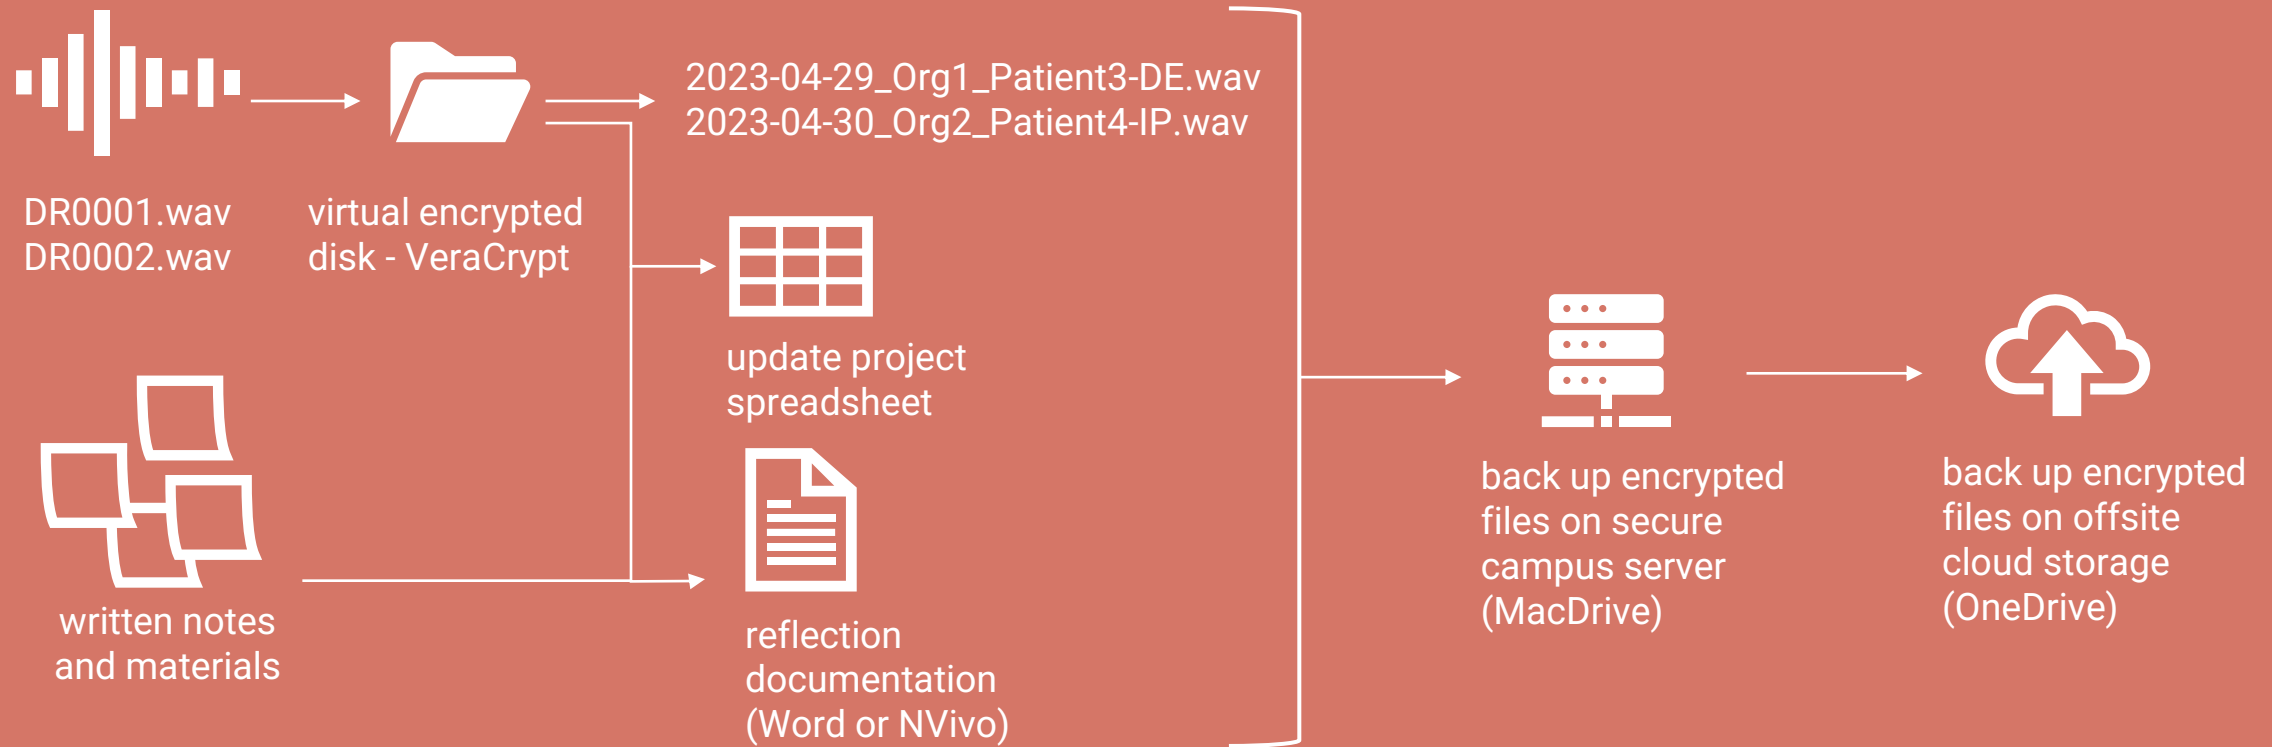 DR0001.wav
DR0002.wav
virtual encrypted
disk - VeraCrypt
2023-04-29_Org1_Patient3-DE.wav
2023-04-30_Org2_Patient4-IP.wav
update project
spreadsheet
written notes
and materials
reflection
documentation
(Word or NVivo)
back up encrypted
files on secure
campus server
(MacDrive)
back up encrypted
files on offsite
cloud storage
(OneDrive)